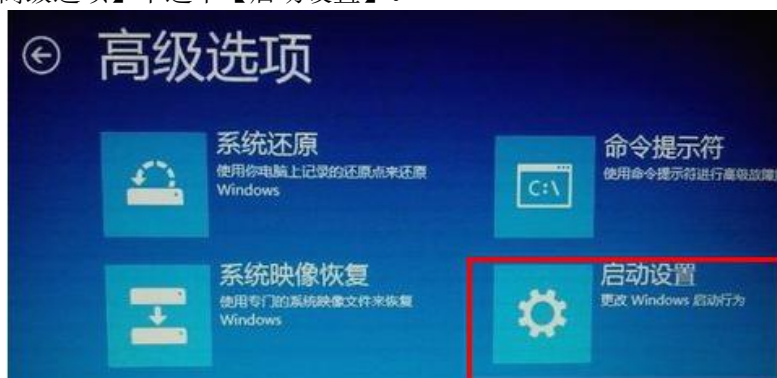 级选项】中选中【启动设置】。
高级选项
系统还原
使用你电脑上记录的还原点来还原
Windows
命令提示符
C:\
使用命令提示符进行高级故障
系统映像恢复
使用专门的系统映像文件来恢复
Windows
启动设置
更改 Windows 启动行为